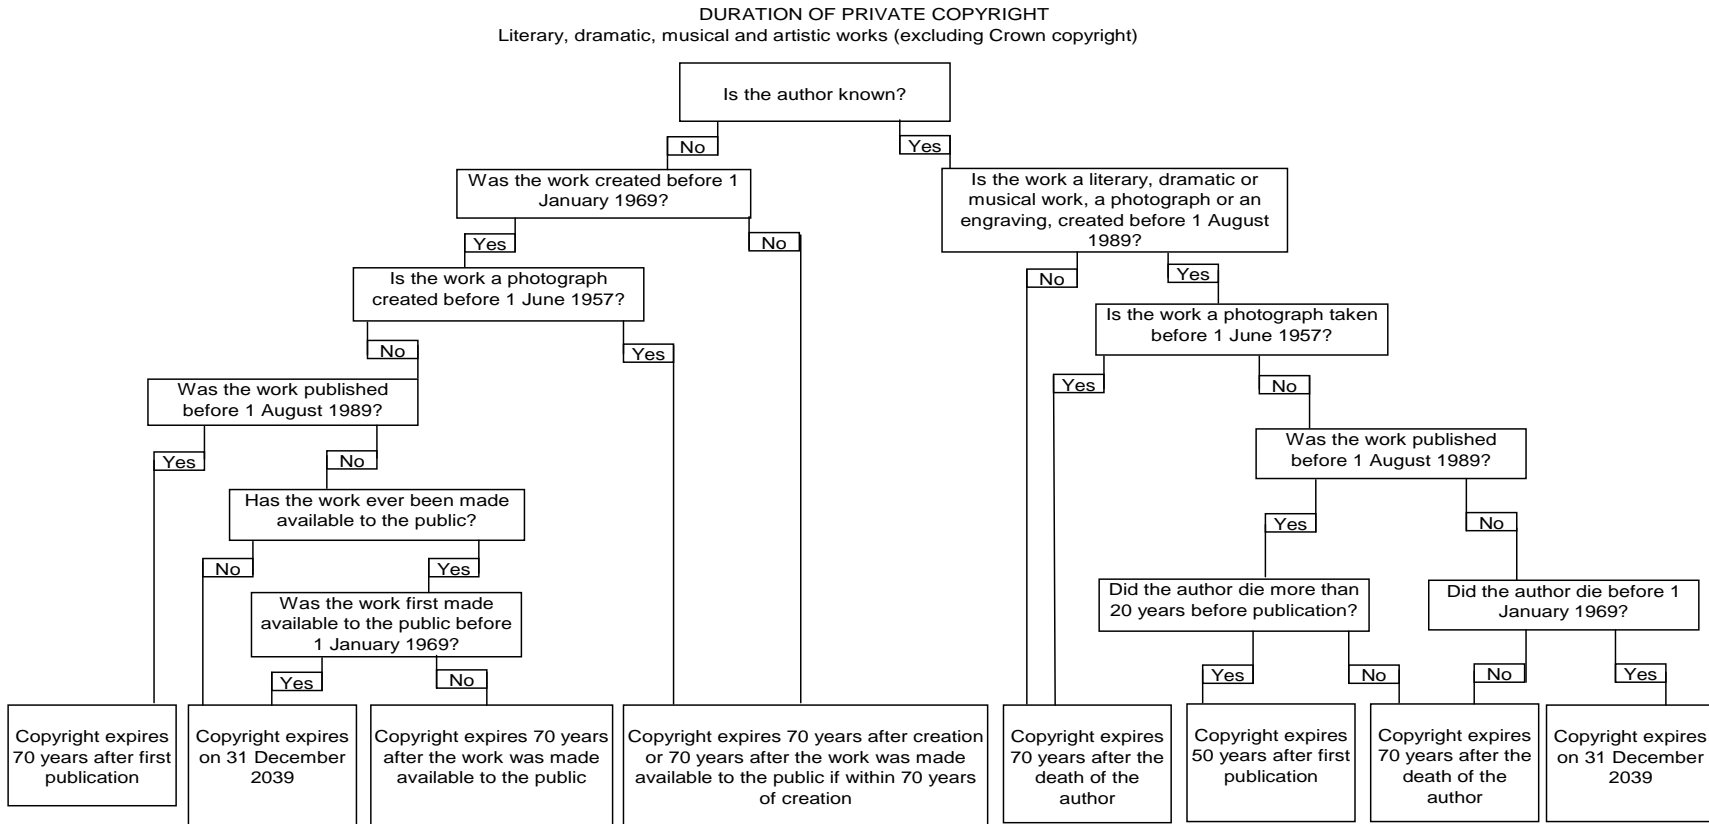 DURATION OF PRIVATE COPYRIGHT
Literary, dramatic, musical and artistic works (excluding Crown copyright)
Is the author known?
No
Yes
Was the work created before 1
January 1969?
Is the work a literary, dramatic or
musical work, a photograph or an
engraving, created before 1 August
1989?
Yes
No
No
Yes
Is the work a photograph
created before 1 June 1957?
Is the work a photograph taken
before 1 June 1957?
No
Yes
Yes
No
Was the work published
before 1 August 1989?
Was the work published
before 1 August 1989?
Yes
No
Yes
No
Has the work ever been made
available to the public?
No
Yes
Did the author die more than
20 years before publication?
Did the author die before 1
January 1969?
Was the work first made
available to the public before
1 January 1969?
Yes
No
Yes
No
No
Yes
Copyright expires
70 years after first
publication
Copyright expires
on 31 December
2039
Copyright expires 70 years
after the work was made
available to the public
Copyright expires 70 years after creation
or 70 years after the work was made
available to the public if within 70 years
of creation
Copyright expires
70 years after the
death of the
author
Copyright expires
50 years after first
publication
Copyright expires
70 years after the
death of the
author
Copyright expires
on 31 December
2039